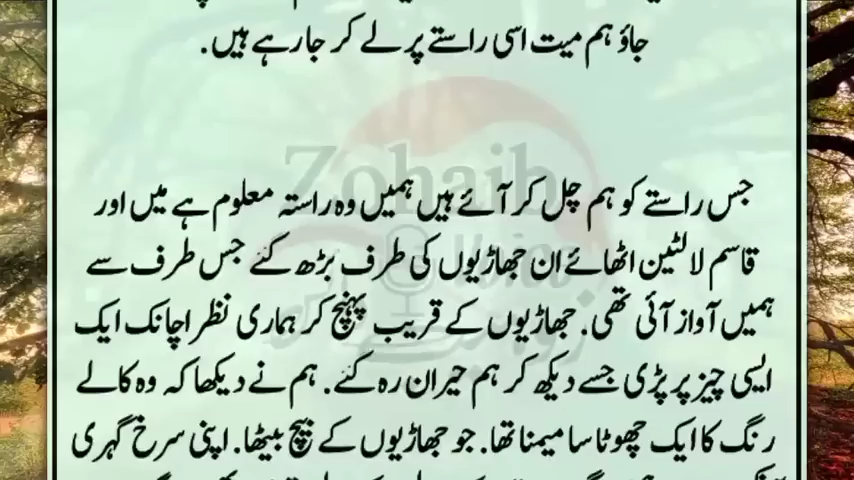 جاؤ ہم میت اسی راستے پر لے کر جارہے ہیں.
جس راستے کو ہم چل کر آئے ہیں ہمیں وہ راستہ معلوم ہے میں اور
قاسم لالٹین اٹھائے ان جھاڑیوں کی طرف بڑھ گئے جس طرف سے
ہمیں آواز آئی تھی. جھاڑیوں کے قریب پہنچ کر ہماری نظر اچانک ایک
ایسی چیز پر پڑی جسے دیکھ کر ہم حیران رہ گئے. ہم نے دیکھا کہ وہ کالے
رنگ کا ایک چھوٹا سا میمنا تھا. جو جھاڑیوں کے بیچ بیٹھا. اپنی سرخ گہری
Zohaib